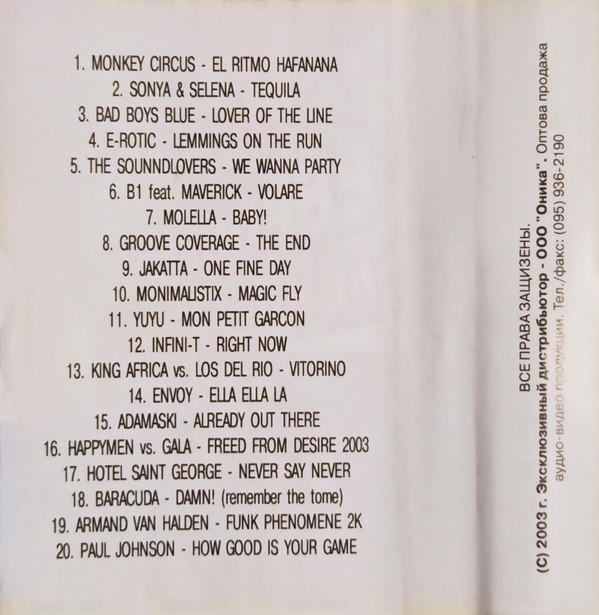 1. MONKEY CIRCUS - EL RITMO HAFANANA
2. SONYA & SELENA - TEQUILA
3. BAD BOYS BLUE - LOVER OF THE LINE
4. E-ROTIC - LEMMINGS ON THE RUN
5. THE SOUNNDLOVERS - WE WANNA PARTY
6. B1 feat. MAVERICK - VOLARE
7. MOLELLA - BABY!
8. GROOVE COVERAGE - THE END
9. JAKATTA - ONE FINE DAY
10. MONIMALISTIX - MAGIC FLY
11. YUYU - MON PETIT GARCON
12. INFINI-T - RIGHT NOW
13. KING AFRICA vs. LOS DEL RIO - VITORINO
14. ENVOY - ELLA ELLA LA
15. ADAMASKI - ALREADY OUT THERE
16. HAPPYMEN vs. GALA - FREED FROM DESIRE 2003
17. HOTEL SAINT GEORGE - NEVER SAY NEVER
18. BARACUDA - DAMN! (remember the tome)
19. ARMAND VAN HALDEN - FUNK PHENOMENE 2K
20. PAUL JOHNSON - HOW GOOD IS YOUR GAME
ВСЕ ПРАВА ЗАЩИЗЕНЫ.
(C) 2003 г. Эксклюзивный дистрибьютор - ООО "Оника". Оптова продажа
аудио-видео продукции. Тел./факс: (095) 936-2190